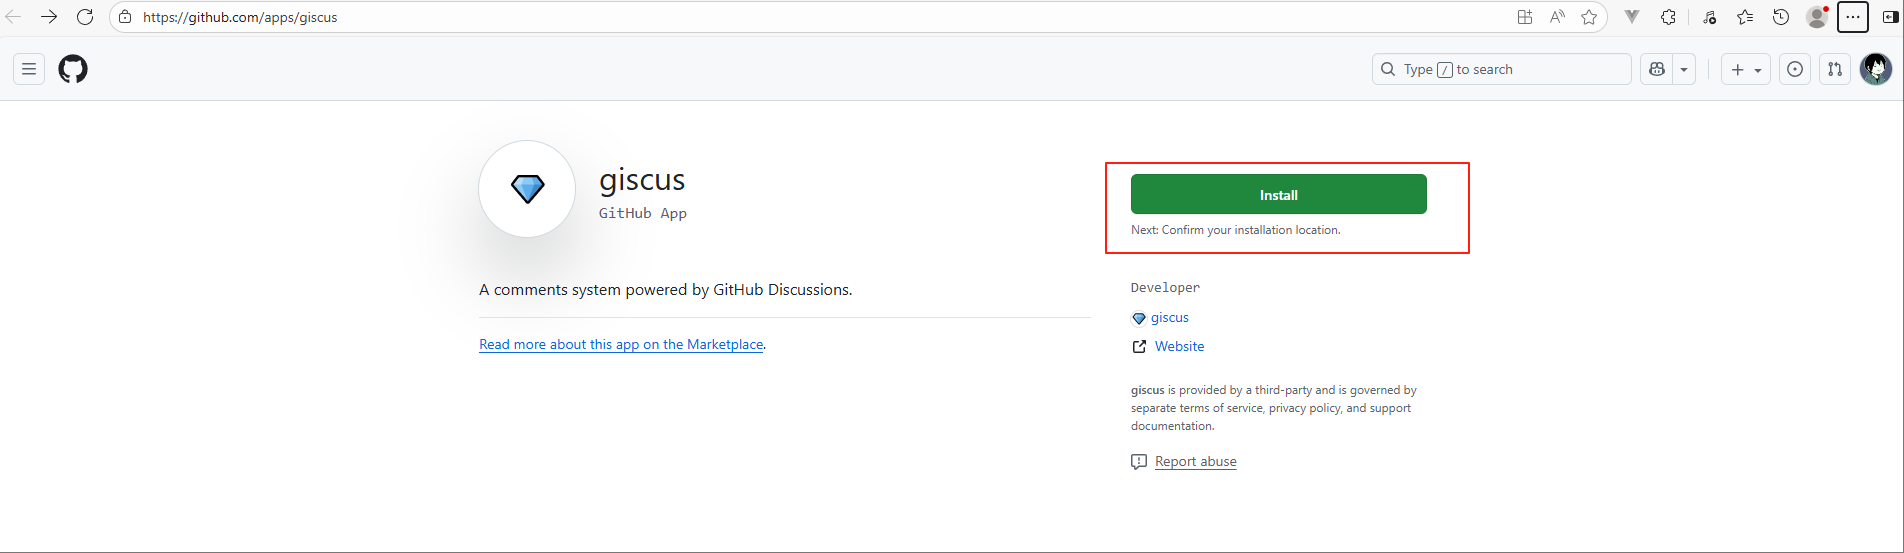 https://github.com/apps/giscus
Type / to search
giscus
GitHub App
A comments system powered by GitHub Discussions.
Read more about this app on the Marketplace.
Install
Next: Confirm your installation location.
Developer
giscus
Website
giscus is provided by a third-party and is governed by
separate terms of service, privacy policy, and support
documentation.
Report abuse